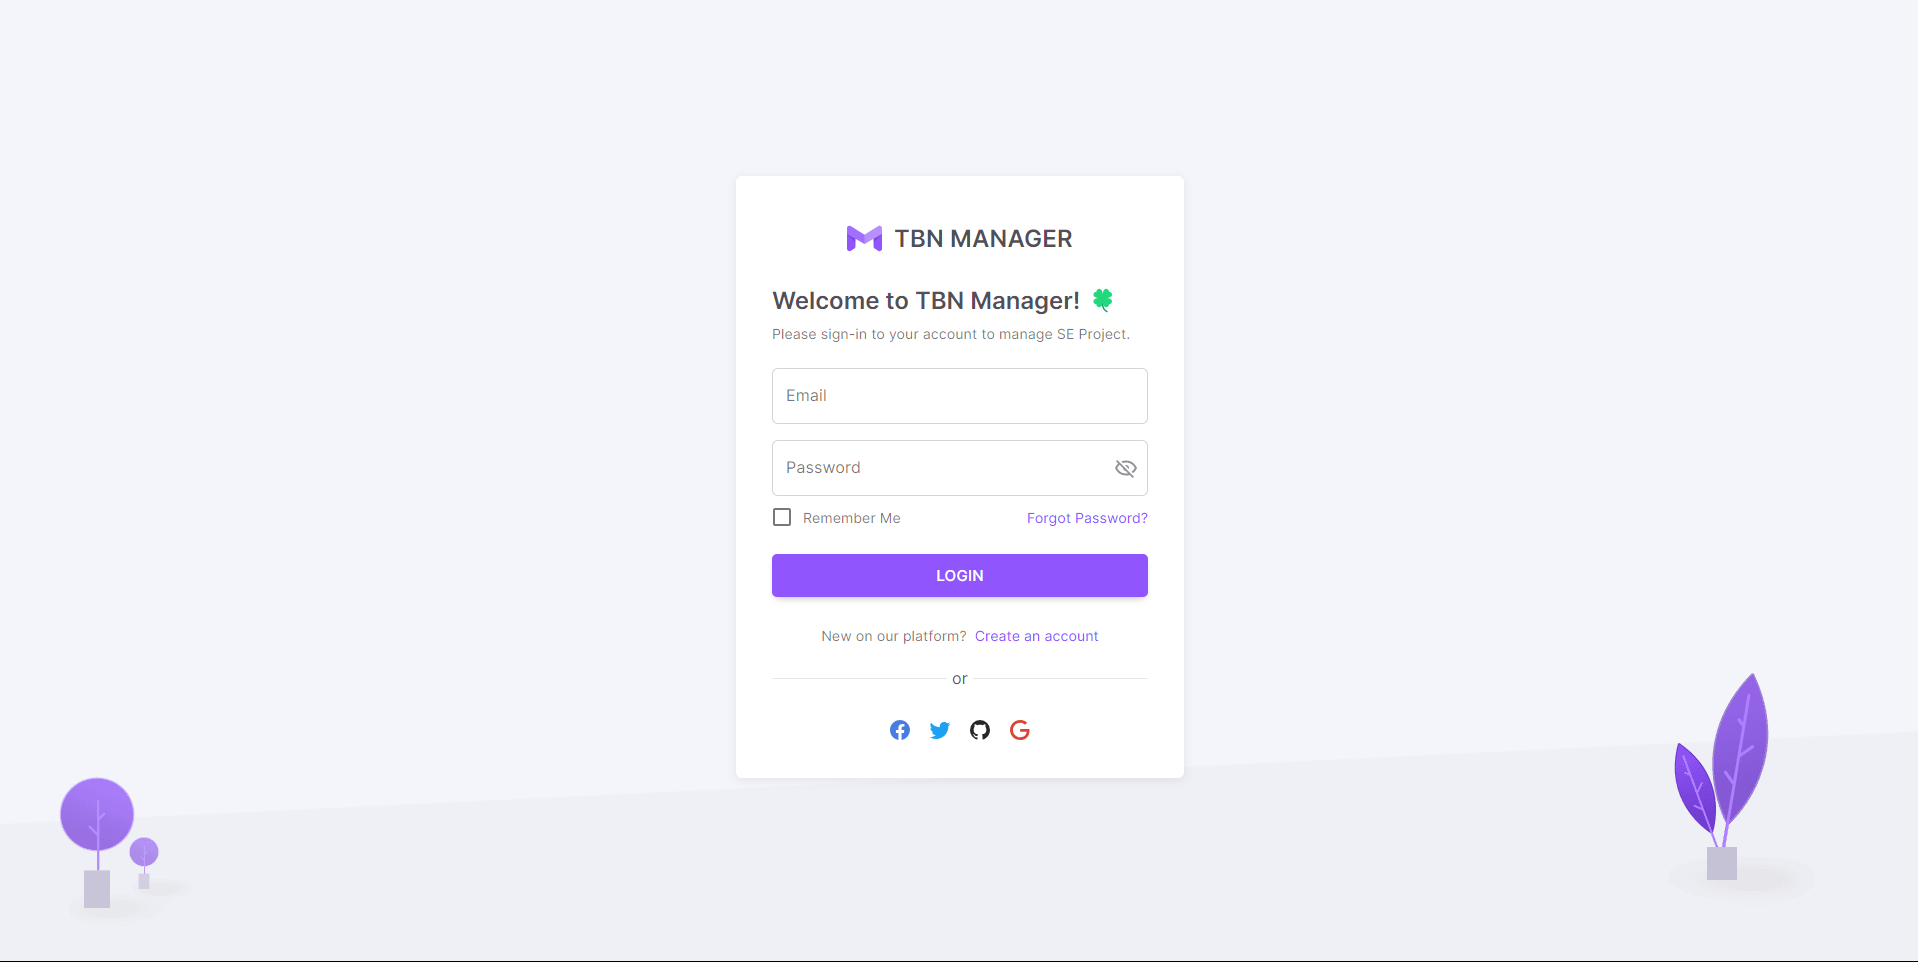 TBN MANAGER
Welcome to TBN Manager! 🍀
Please sign-in to your account to manage SE Project.
Email
Password
Remember Me
Forgot Password?
LOGIN
New on our platform? Create an account
or